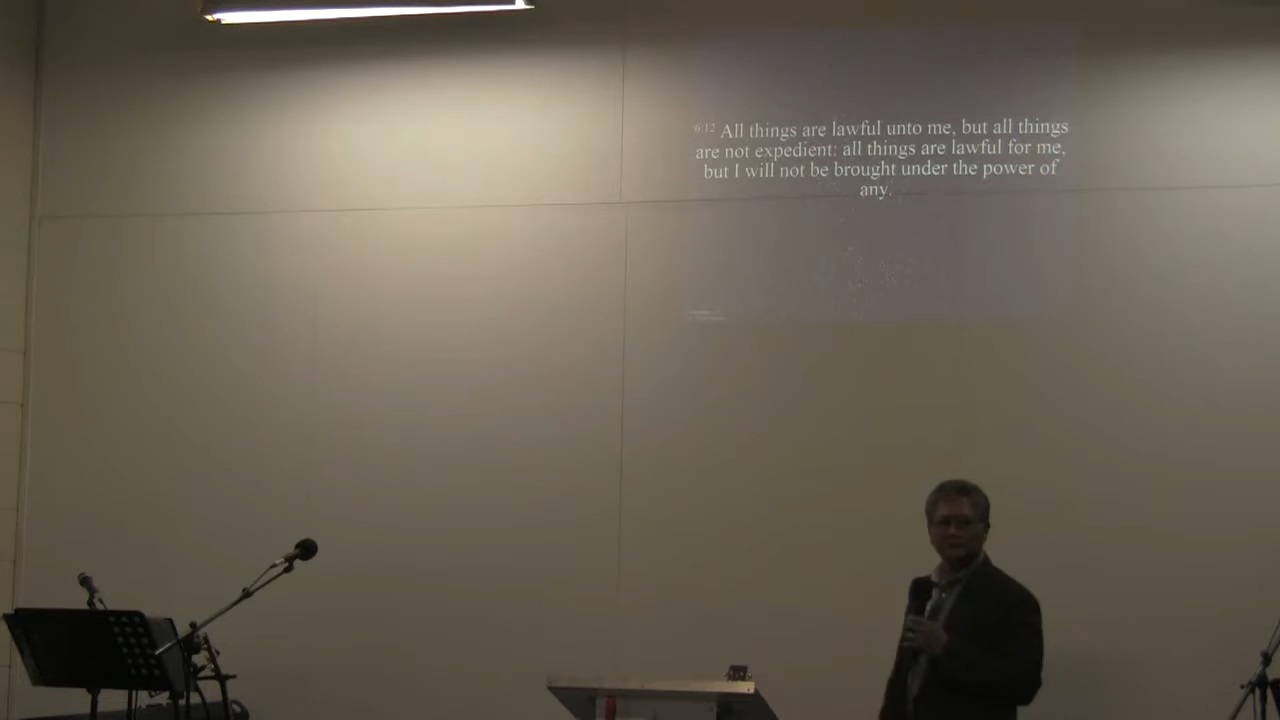 6:12 All things are lawful unto me, but all things
are not expedient: all things are lawful for me,
but I will not be brought under the power of
any.